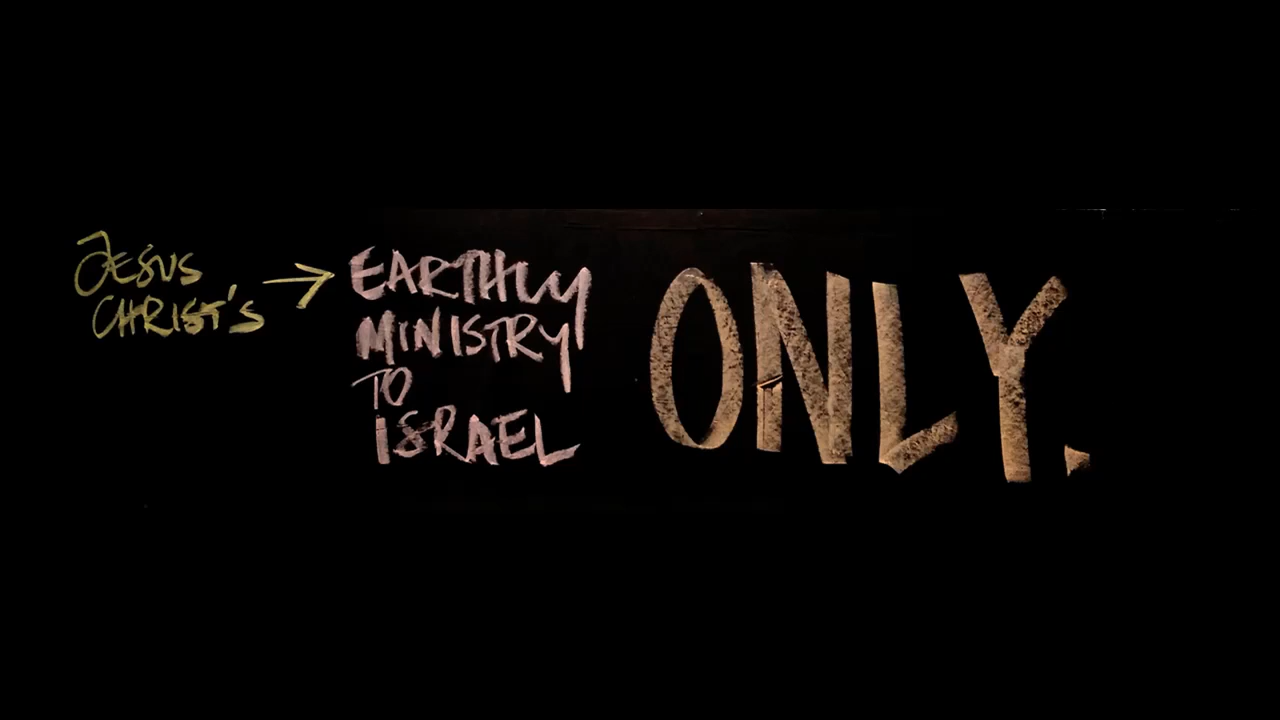 JESUS
CHRIST'S →
EARTHLY
MINISTRY
TO
ISRAEL
ONLY.